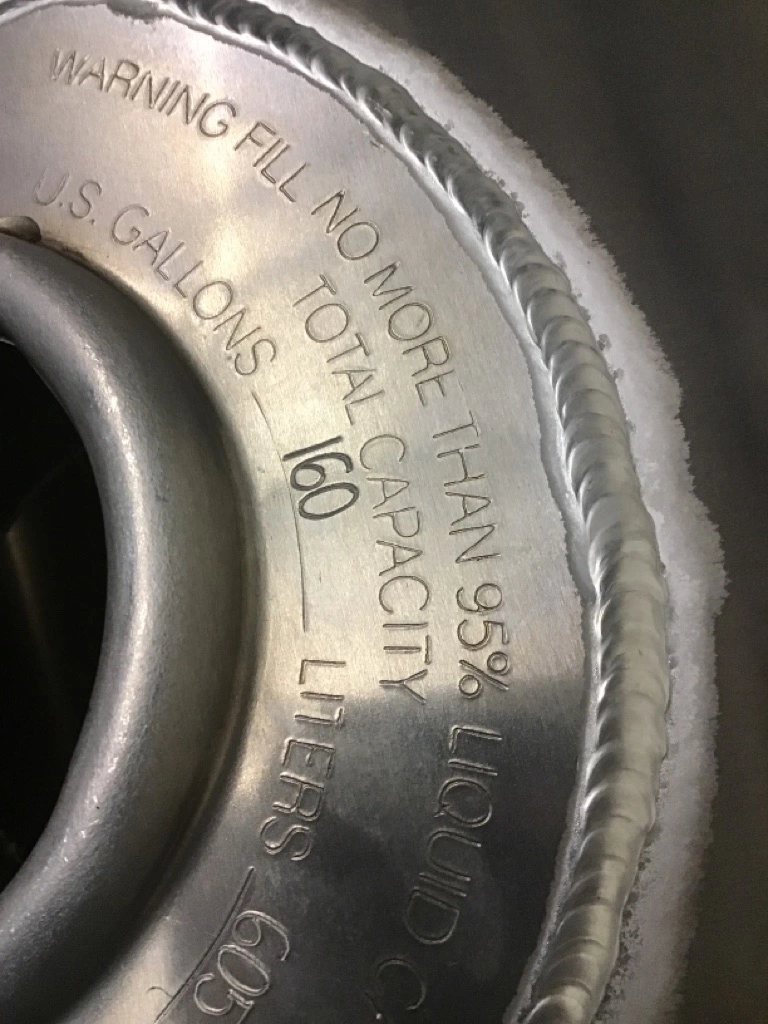 WARNING FILL NO MORE THAN 95% LIQUID
TOTAL CAPACITY
U.S. GALLONS 160 LITERS 605